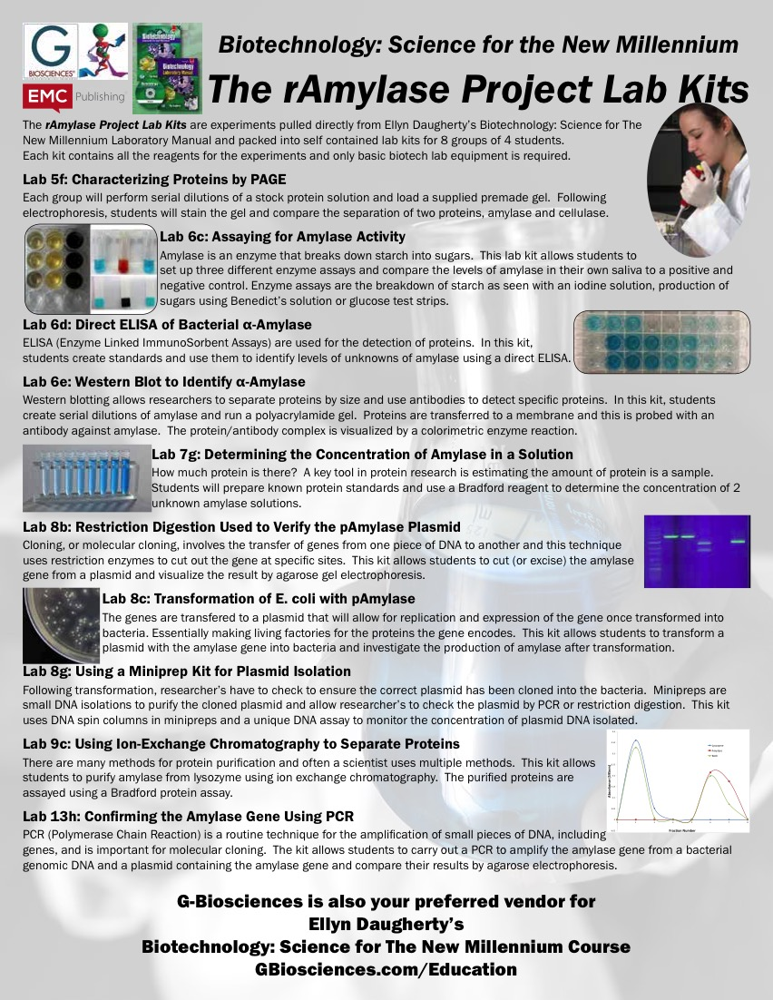 G
BIOSCIENCES
EMC Publishing
Biotechnology
Biotechnology
Laboratory Manual
Biotechnology: Science for the New Millennium
The rAmylase Project Lab Kits
The rAmylase Project Lab Kits are experiments pulled directly from Ellyn Daugherty's Biotechnology: Science for The
New Millennium Laboratory Manual and packed into self contained lab kits for 8 groups of 4 students.
Each kit contains all the reagents for the experiments and only basic biotech lab equipment is required.
Lab 5f: Characterizing Proteins by PAGE
Each group will perform serial dilutions of a stock protein solution and load a supplied premade gel. Following
electrophoresis, students will stain the gel and compare the separation of two proteins, amylase and cellulase.
Lab 6c: Assaying for Amylase Activity
Amylase is an enzyme that breaks down starch into sugars. This lab kit allows students to
set up three different enzyme assays and compare the levels of amylase in their own saliva to a positive and
negative control. Enzyme assays are the breakdown of starch as seen with an iodine solution, production of
sugars using Benedict's solution or glucose test strips.
Lab 6d: Direct ELISA of Bacterial α-Amylase
ELISA (Enzyme Linked ImmunoSorbent Assays) are used for the detection of proteins. In this kit,
students create standards and use them to identify levels of unknowns of amylase using a direct ELISA.
Lab 6e: Western Blot to Identify α-Amylase
Western blotting allows researchers to separate proteins by size and use antibodies to detect specific proteins. In this kit, students
create serial dilutions of amylase and run a polyacrylamide gel. Proteins are transferred to a membrane and this is probed with an
antibody against amylase. The protein/antibody complex is visualized by a colorimetric enzyme reaction.
Lab 7g: Determining the Concentration of Amylase in a Solution
How much protein is there? A key tool in protein research is estimating the amount of protein is a sample.
Students will prepare known protein standards and use a Bradford reagent to determine the concentration of 2
unknown amylase solutions.
Lab 8b: Restriction Digestion Used to Verify the pAmylase Plasmid
Cloning, or molecular cloning, involves the transfer of genes from one piece of DNA to another and this technique
uses restriction enzymes to cut out the gene at specific sites. This kit allows students to cut (or excise) the amylase
gene from a plasmid and visualize the result by agarose gel electrophoresis.
Lab 8c: Transformation of E. coli with pAmylase
The genes are transfered to a plasmid that will allow for replication and expression of the gene once transformed into
bacteria. Essentially making living factories for the proteins the gene encodes. This kit allows students to transform a
plasmid with the amylase gene into bacteria and investigate the production of amylase after transformation.
Lab 8g: Using a Miniprep Kit for Plasmid Isolation
Following transformation, researcher's have to check to ensure the correct plasmid has been cloned into the bacteria. Minipreps are
small DNA isolations to purify the cloned plasmid and allow researcher's to check the plasmid by PCR or restriction digestion. This kit
uses DNA spin columns in minipreps and a unique DNA assay to monitor the concentration of plasmid DNA isolated.
Lab 9c: Using Ion-Exchange Chromatography to Separate Proteins
There are many methods for protein purification and often a scientist uses multiple methods. This kit allows
students to purify amylase from lysozyme using ion exchange chromatography. The purified proteins are
assayed using a Bradford protein assay.
Fraction Number
Lab 13h: Confirming the Amylase Gene Using PCR
PCR (Polymerase Chain Reaction) is a routine technique for the amplification of small pieces of DNA, including
genes, and is important for molecular cloning. The kit allows students to carry out a PCR to amplify the amylase gene from a bacterial
genomic DNA and a plasmid containing the amylase gene and compare their results by agarose electrophoresis.
G-Biosciences is also your preferred vendor for
Ellyn Daugherty's
Biotechnology: Science for The New Millennium Course
GBiosciences.com/Education